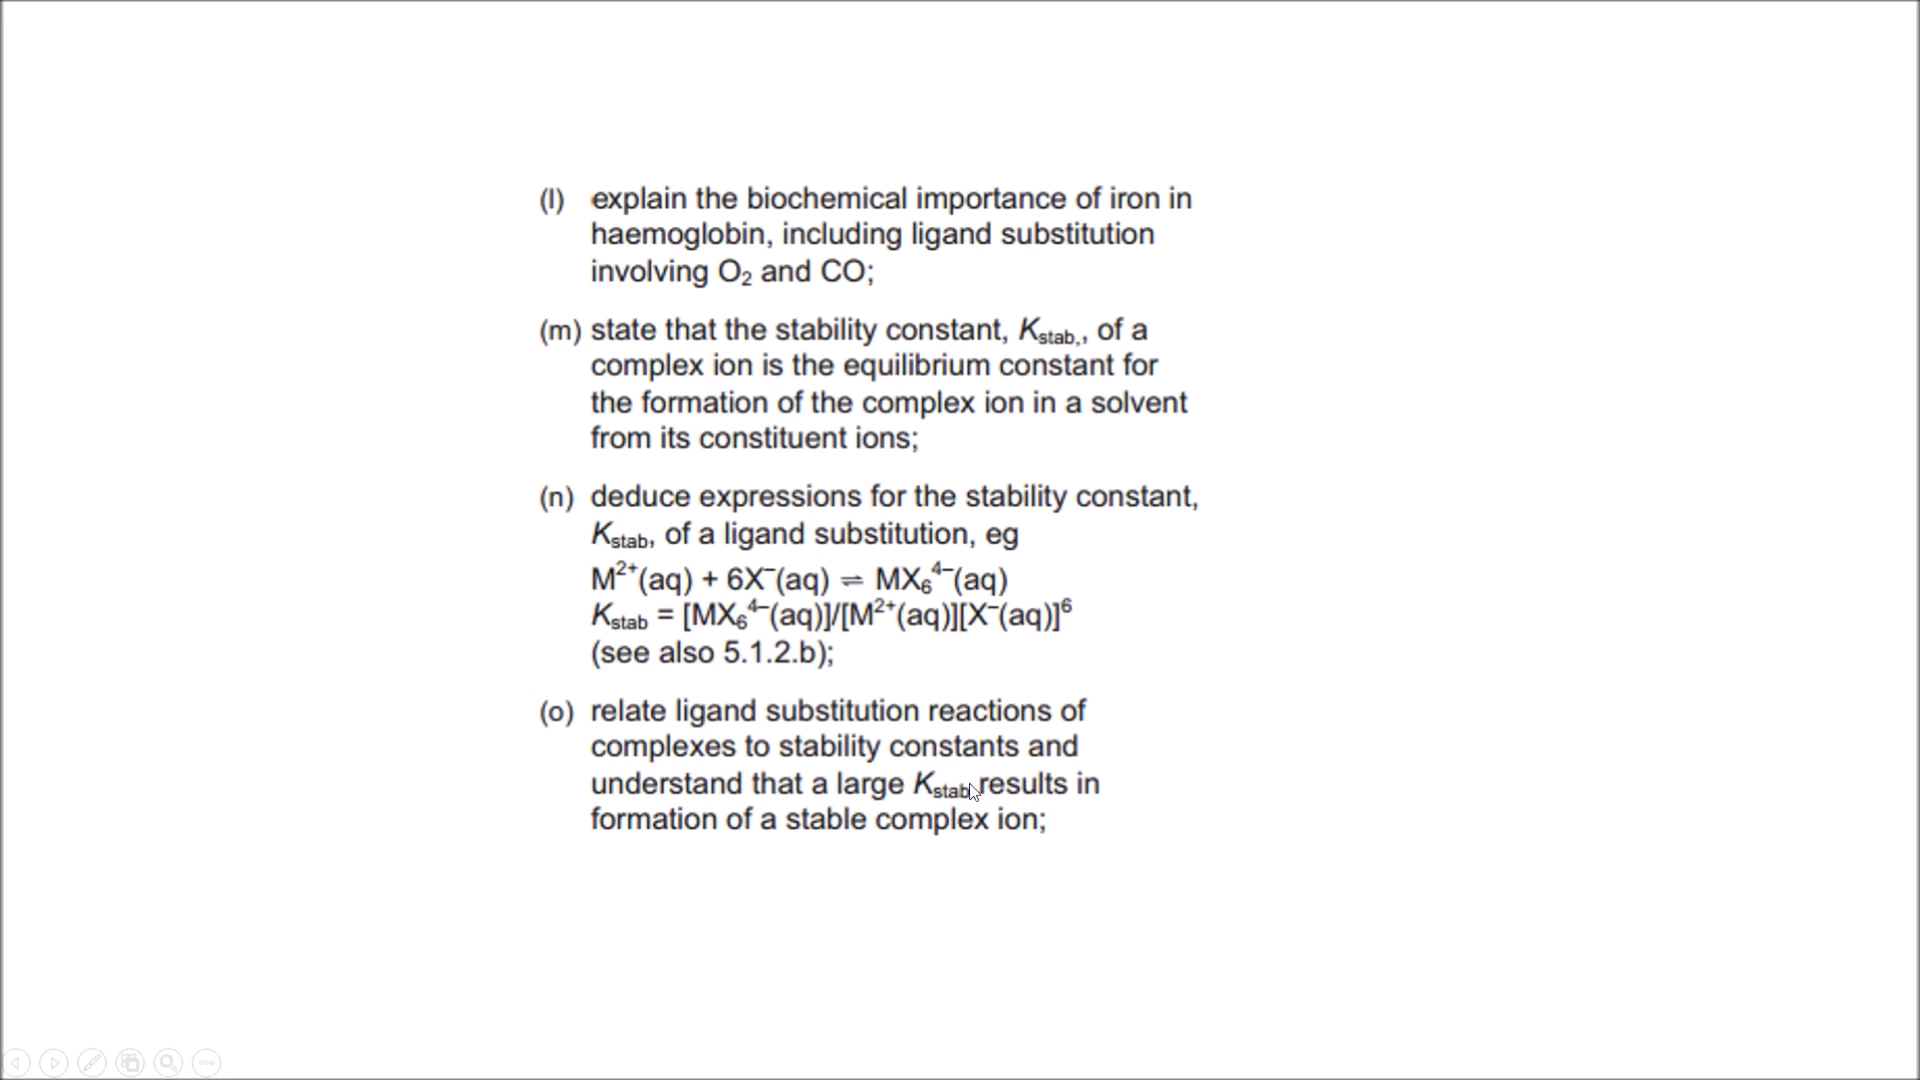 (l) explain the biochemical importance of iron in
haemoglobin, including ligand substitution
involving O₂ and CO;
(m) state that the stability constant, Kstab,, of a
complex ion is the equilibrium constant for
the formation of the complex ion in a solvent
from its constituent ions;
(n) deduce expressions for the stability constant,
Kstab, of a ligand substitution, eg
M²⁺(aq) + 6X⁻(aq) ⇌ MX₆⁴⁻(aq)
Kstab = [MX₆⁴⁻(aq)]/[M²⁺(aq)][X⁻(aq)]⁶
(see also 5.1.2.b);
(o) relate ligand substitution reactions of
complexes to stability constants and
understand that a large Kstab results in
formation of a stable complex ion;